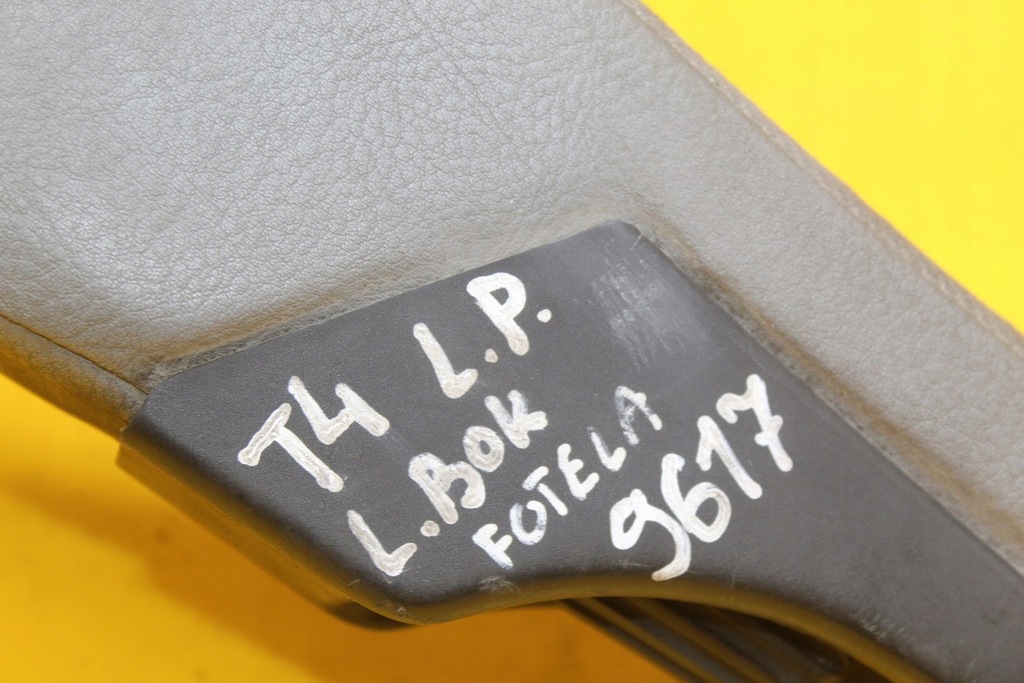 T4 L.P.
L.BOK
FOTELA
9617